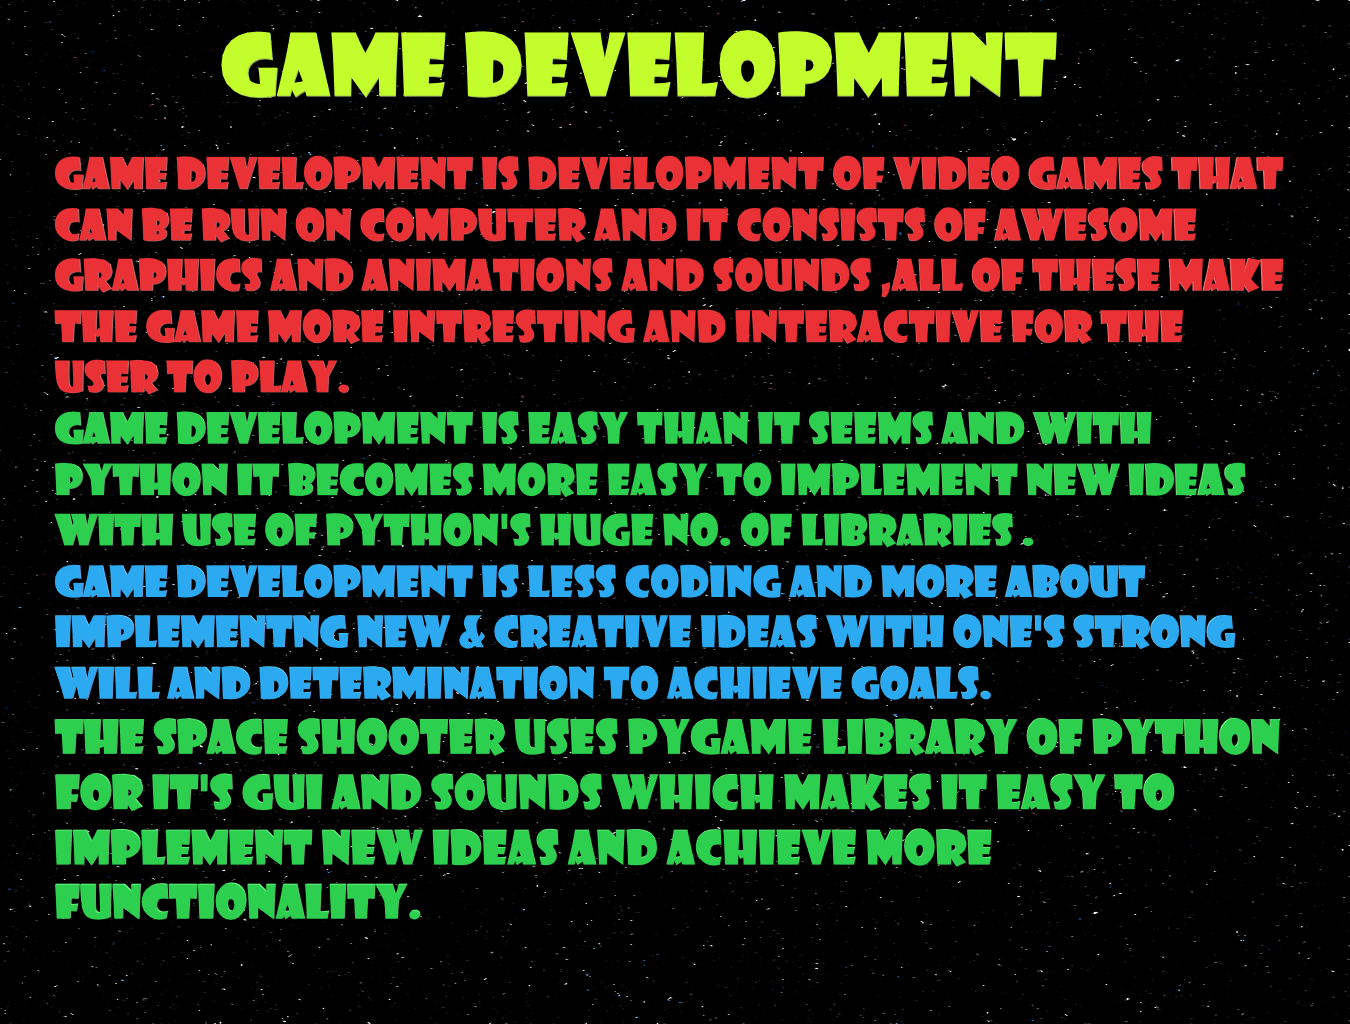 GAME DEVELOPMENT
GAME DEVELOPMENT IS DEVELOPMENT OF VIDEO GAMES THAT
CAN BE RUN ON COMPUTER AND IT CONSISTS OF AWESOME
GRAPHICS AND ANIMATIONS AND SOUNDS ,ALL OF THESE MAKE
THE GAME MORE INTRESTING AND INTERACTIVE FOR THE
USER TO PLAY.
GAME DEVELOPMENT IS EASY THAN IT SEEMS AND WITH
PYTHON IT BECOMES MORE EASY TO IMPLEMENT NEW IDEAS
WITH USE OF PYTHON'S HUGE NO. OF LIBRARIES .
GAME DEVELOPMENT IS LESS CODING AND MORE ABOUT
IMPLEMENTNG NEW & CREATIVE IDEAS WITH ONE'S STRONG
WILL AND DETERMINATION TO ACHIEVE GOALS.
THE SPACE SHOOTER USES PYGAME LIBRARY OF PYTHON
FOR IT'S GUI AND SOUNDS WHICH MAKES IT EASY TO
IMPLEMENT NEW IDEAS AND ACHIEVE MORE
FUNCTIONALITY.